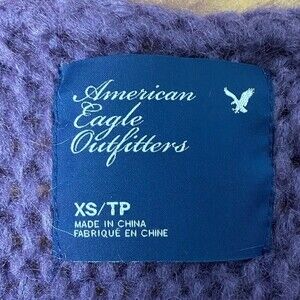 American
Eagle
Outfitters
XS/TP
MADE IN CHINA
FABRIQUÉ EN CHINE